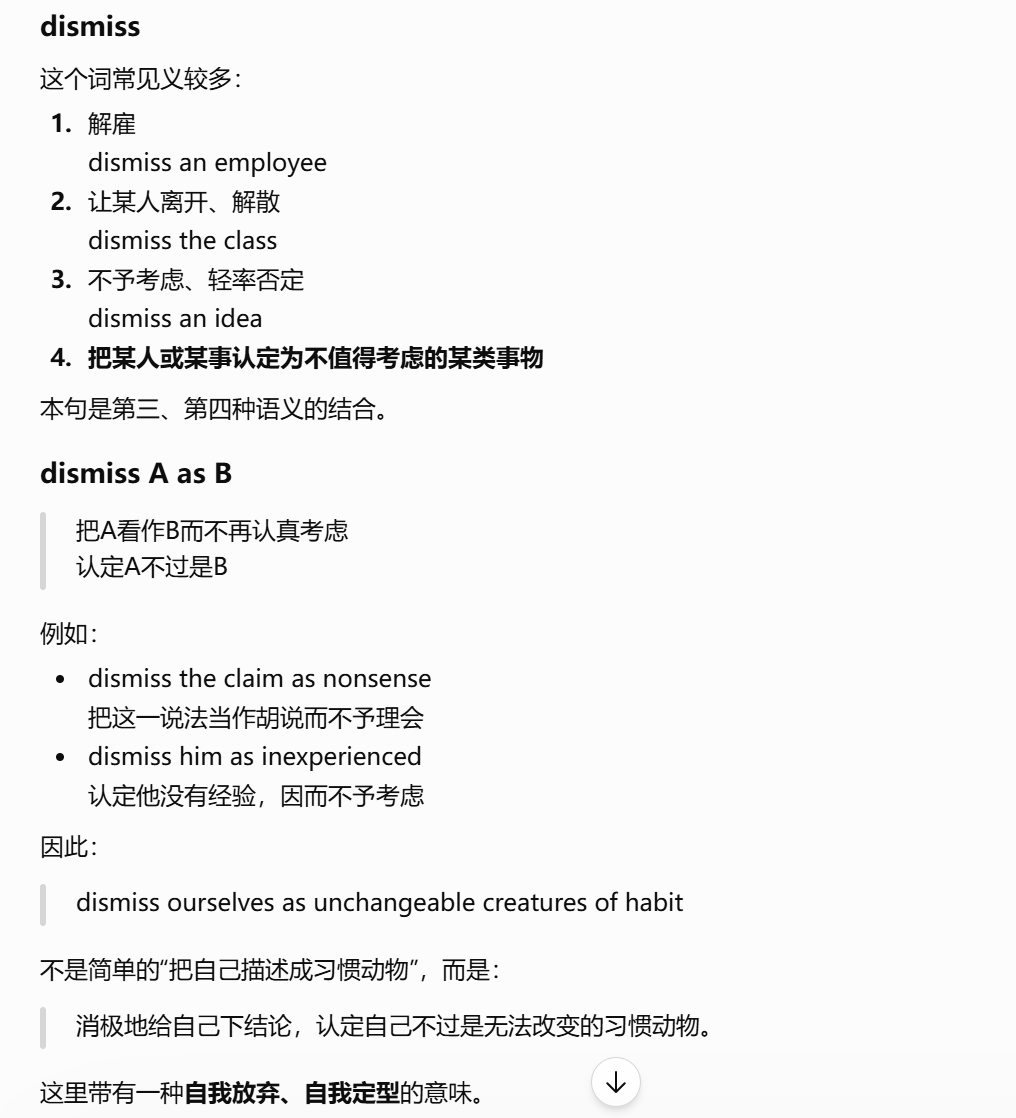 dismiss
这个词常见义较多：
1. 解雇
dismiss an employee
2. 让某人离开、解散
dismiss the class
3. 不予考虑、轻率否定
dismiss an idea
4. 把某人或某事认定为不值得考虑的某类事物
本句是第三、第四种语义的结合。
dismiss A as B
把A看作B而不再认真考虑
认定A不过是B
例如：
• dismiss the claim as nonsense
把这一说法当作胡说而不予理会
• dismiss him as inexperienced
认定他没有经验，因而不予考虑
因此：
dismiss ourselves as unchangeable creatures of habit
不是简单的“把自己描述成习惯动物”，而是：
消极地给自己下结论，认定自己不过是无法改变的习惯动物。
这里带有一种自我放弃、自我定型的意味。